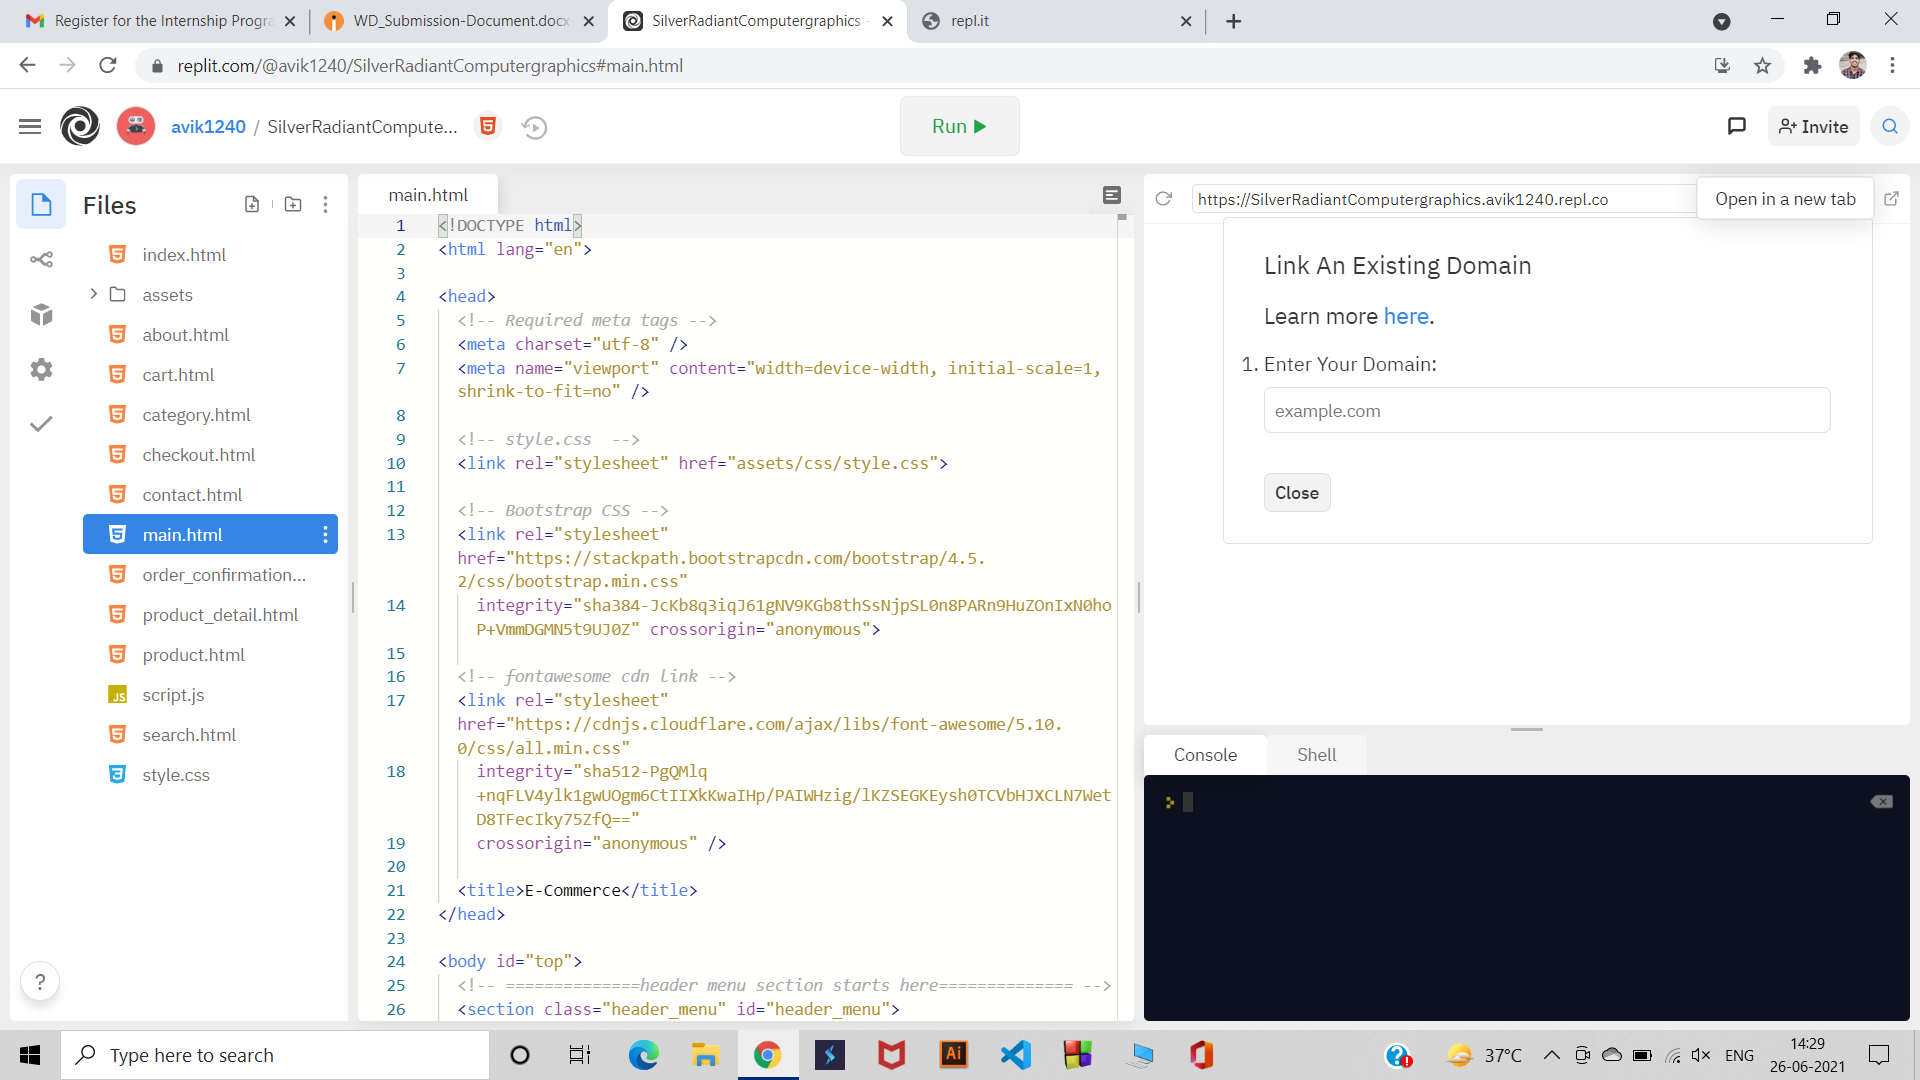 Register for the Internship Progra
WD_Submission-Document.docx
SilverRadiantComputergraphics -
repl.it
replit.com/@avik1240/SilverRadiantComputergraphics#main.html
avik1240 / SilverRadiantCompute...
Run
Invite
Files
index.html
assets
about.html
cart.html
category.html
checkout.html
contact.html
main.html
order_confirmation...
product_detail.html
product.html
JS script.js
search.html
style.css
?
main.html
1 <!DOCTYPE html>
2 <html lang="en">
3
4 <head>
5 <!-- Required meta tags -->
6 <meta charset="utf-8" />
7 <meta name="viewport" content="width=device-width, initial-scale=1,
shrink-to-fit=no" />
8
9 <!-- style.css  -->
10 <link rel="stylesheet" href="assets/css/style.css">
11
12 <!-- Bootstrap CSS -->
13 <link rel="stylesheet"
href="https://stackpath.bootstrapcdn.com/bootstrap/4.5.
2/css/bootstrap.min.css"
14 integrity="sha384-JcKb8q3iqJ61gNV9KGb8thSsNjpSL0n8PARn9HuZOnIxN0ho
P+VmmDGMN5t9UJ0Z" crossorigin="anonymous">
15
16 <!-- fontawesome cdn link -->
17 <link rel="stylesheet"
href="https://cdnjs.cloudflare.com/ajax/libs/font-awesome/5.10.
0/css/all.min.css"
18 integrity="sha512-PgQMlq
+nqFLV4ylk1gwUOgm6CtIIXkKwaIHp/PAIWHzig/lKZSEGKEysh0TCVbHJXCLN7Wet
D8TFecIky75ZfQ=="
19 crossorigin="anonymous" />
20
21 <title>E-Commerce</title>
22 </head>
23
24 <body id="top">
25 <!-- ==============header menu section starts here============== -->
26 <section class="header_menu" id="header_menu">
https://SilverRadiantComputergraphics.avik1240.repl.co
Open in a new tab
Link An Existing Domain
Learn more here.
1. Enter Your Domain:
example.com
Close
Console
Shell
Type here to search
Ai
37°C
ENG
14:29
26-06-2021